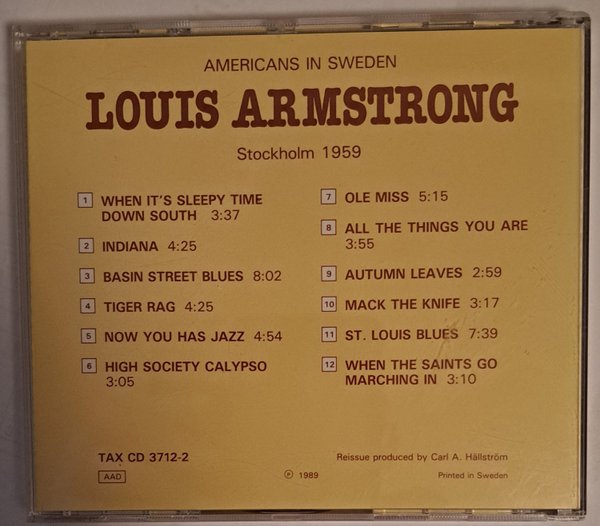 AMERICANS IN SWEDEN
LOUIS ARMSTRONG
Stockholm 1959
1 WHEN IT'S SLEEPY TIME
DOWN SOUTH 3:37
2 INDIANA 4:25
3 BASIN STREET BLUES 8:02
4 TIGER RAG 4:25
5 NOW YOU HAS JAZZ 4:54
6 HIGH SOCIETY CALYPSO
3:05
7 OLE MISS 5:15
8 ALL THE THINGS YOU ARE
3:55
9 AUTUMN LEAVES 2:59
10 MACK THE KNIFE 3:17
11 ST. LOUIS BLUES 7:39
12 WHEN THE SAINTS GO
MARCHING IN 3:10
TAX CD 3712-2
AAD
℗ 1989
Reissue produced by Carl A. Hällström
Printed in Sweden